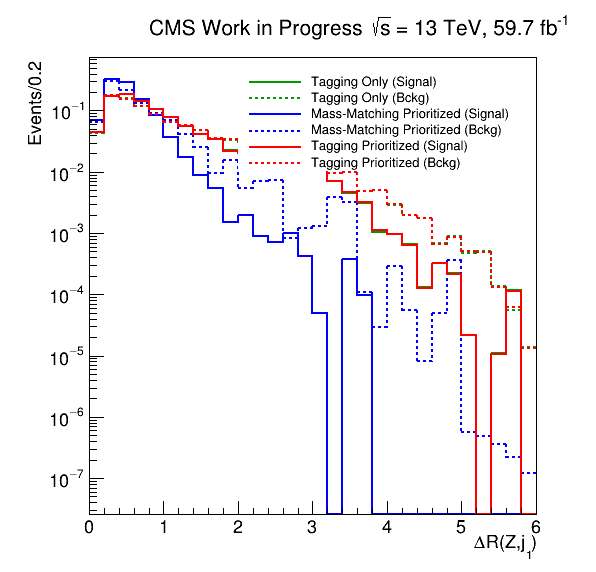 CMS Work in Progress √s = 13 TeV, 59.7 fb⁻¹
Events/0.2
Tagging Only (Signal)
Tagging Only (Bckg)
Mass-Matching Prioritized (Signal)
Mass-Matching Prioritized (Bckg)
Tagging Prioritized (Signal)
Tagging Prioritized (Bckg)
10⁻¹
10⁻²
10⁻³
10⁻⁴
10⁻⁵
10⁻⁶
10⁻⁷
0 1 2 3 4 5 6
ΔR(Z,j₁)